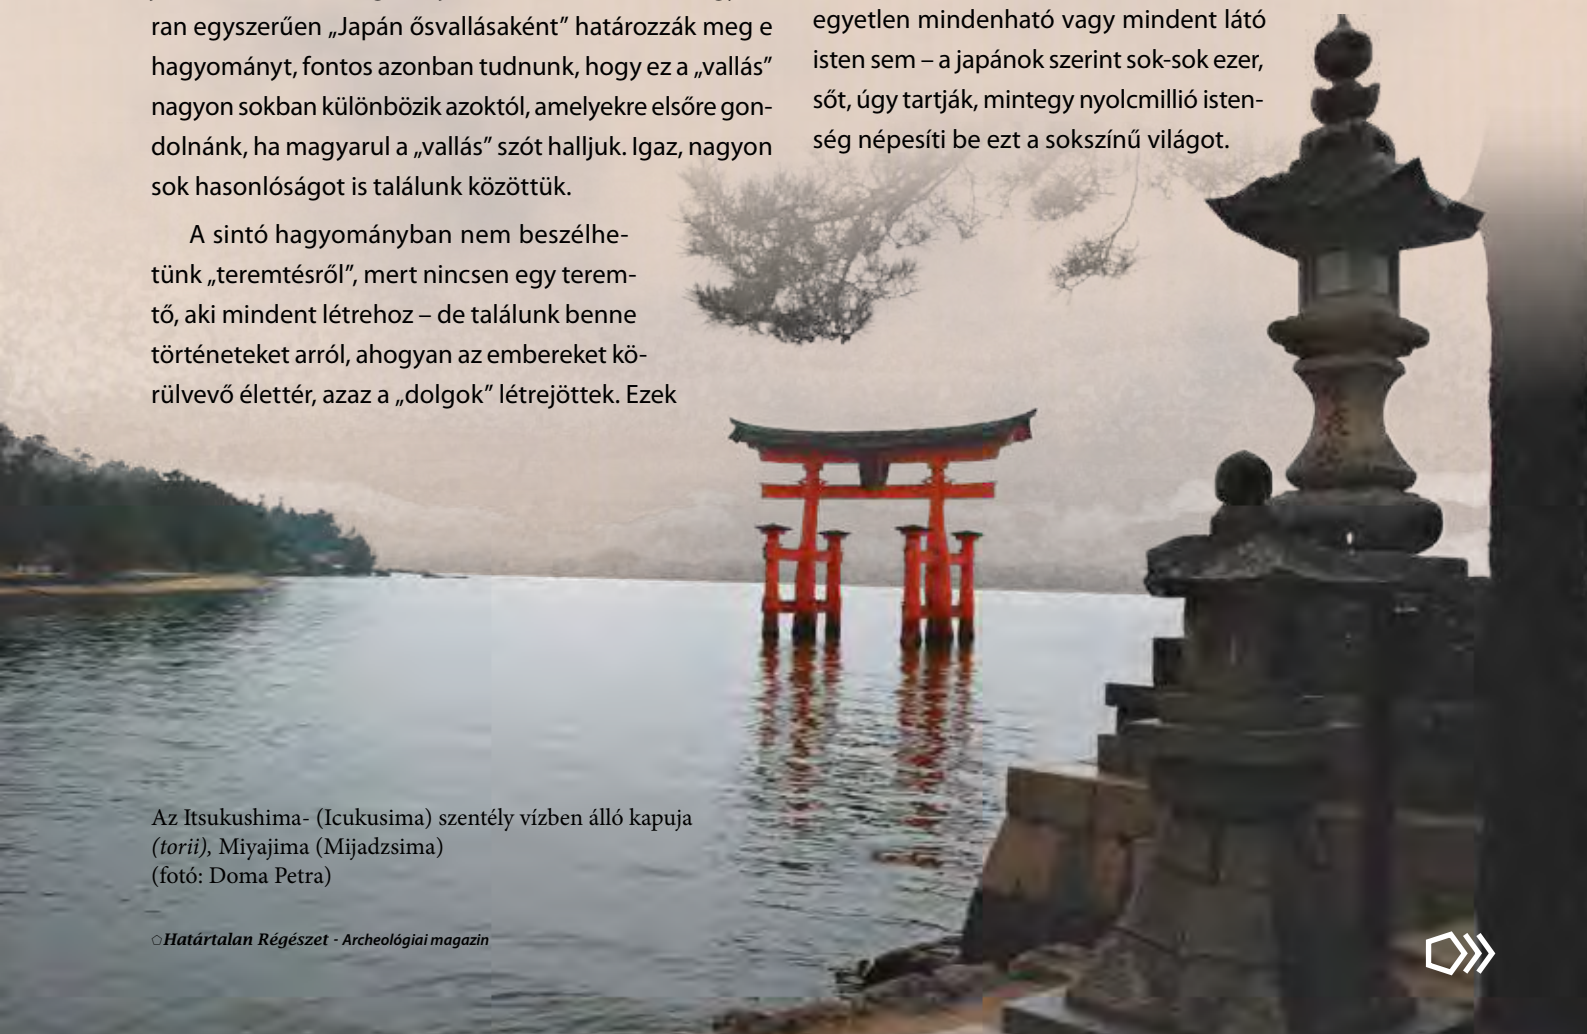 ran egyszerűen „Japán ősvallásaként” határozzák meg e
hagyományt, fontos azonban tudnunk, hogy ez a „vallás”
nagyon sokban különbözik azoktól, amelyekre elsőre gon-
dolnánk, ha magyarul a „vallás” szót halljuk. Igaz, nagyon
sok hasonlóságot is találunk közöttük.
A sintó hagyományban nem beszélhe-
tünk „teremtésről”, mert nincsen egy terem-
tő, aki mindent létrehoz – de találunk benne
történeteket arról, ahogyan az embereket kö-
rülvevő élettér, azaz a „dolgok” létrejöttek. Ezek
egyetlen mindenható vagy mindent látó
isten sem – a japánok szerint sok-sok ezer,
sőt, úgy tartják, mintegy nyolcmillió isten-
ség népesíti be ezt a sokszínű világot.
Az Itsukushima- (Icukusima) szentély vízben álló kapuja
(torii), Miyajima (Mijadzsima)
(fotó: Doma Petra)
Határtalan Régészet - Archeológiai magazin